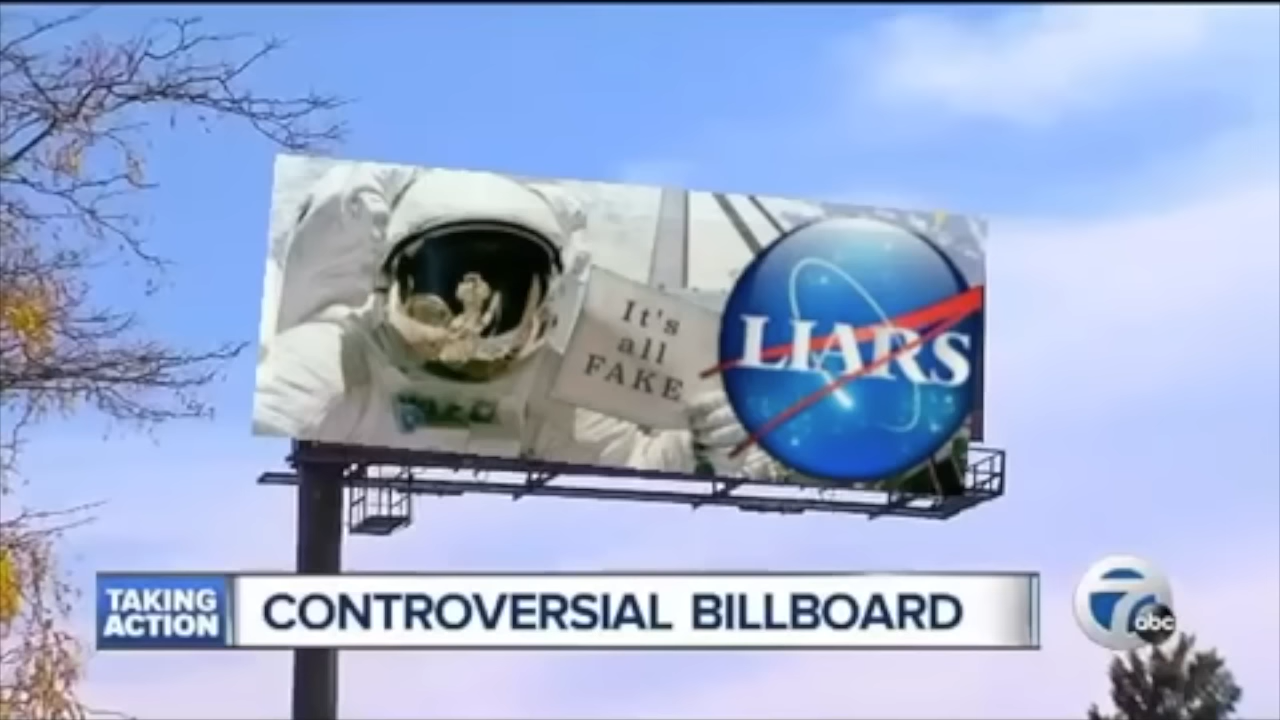 It's
all
FAKE
LIARS
TAKING
ACTION
CONTROVERSIAL BILLBOARD
7
abc